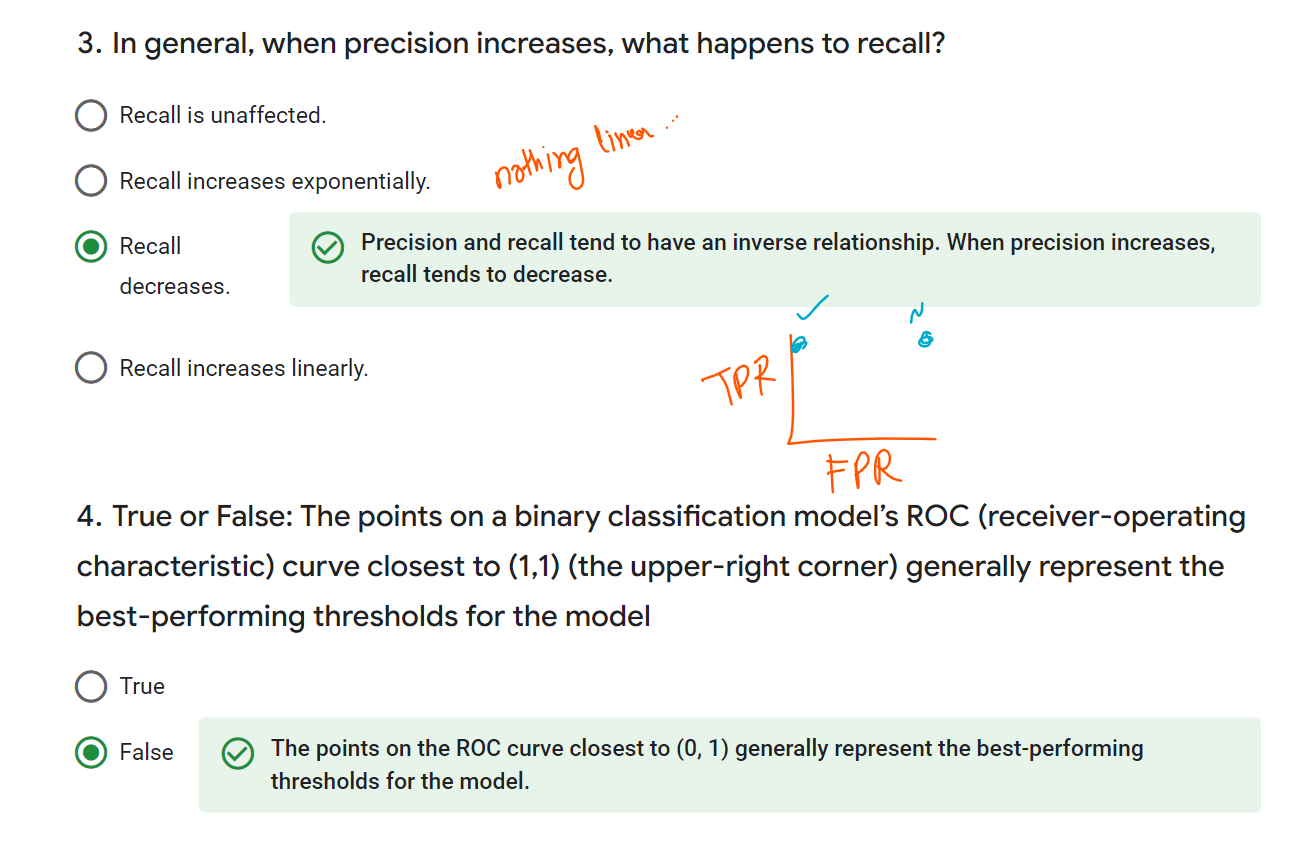 3. In general, when precision increases, what happens to recall?
Recall is unaffected.
nothing linear ...
Recall increases exponentially.
Recall
decreases.
Precision and recall tend to have an inverse relationship. When precision increases,
recall tends to decrease.
N
Recall increases linearly.
TPR
FPR
4. True or False: The points on a binary classification model’s ROC (receiver-operating
characteristic) curve closest to (1,1) (the upper-right corner) generally represent the
best-performing thresholds for the model
True
False
The points on the ROC curve closest to (0, 1) generally represent the best-performing
thresholds for the model.